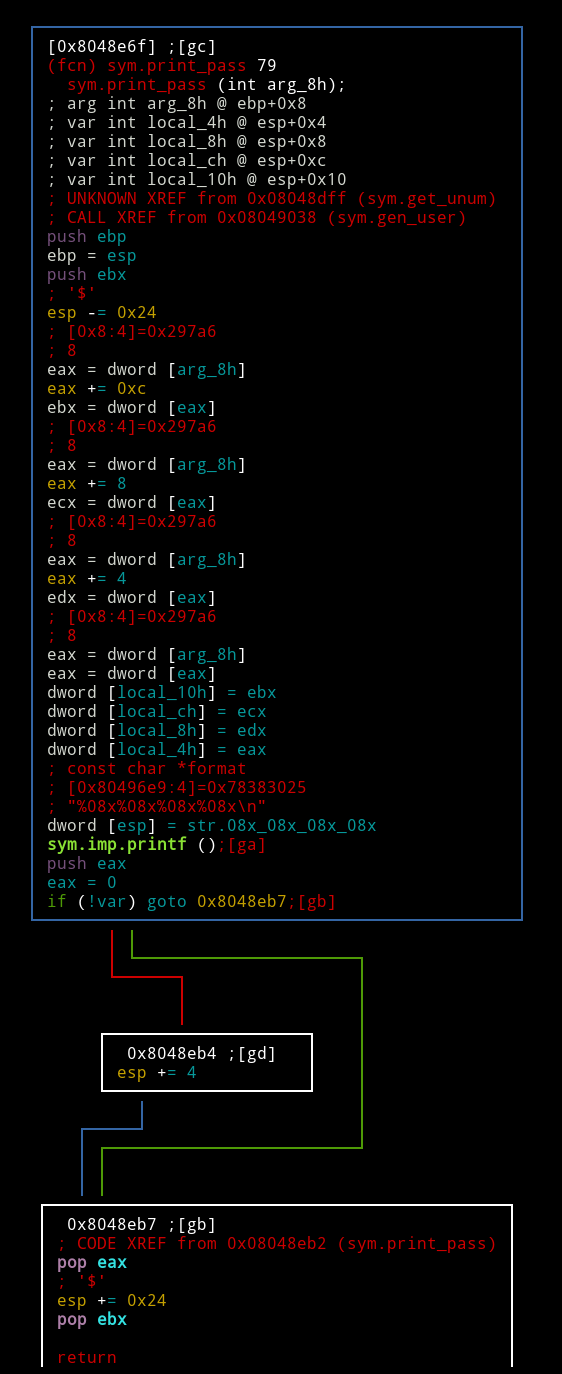 [0x8048e6f] ;[gc]
(fcn) sym.print_pass 79
sym.print_pass (int arg_8h);
; arg int arg_8h @ ebp+0x8
; var int local_4h @ esp+0x4
; var int local_8h @ esp+0x8
; var int local_ch @ esp+0xc
; var int local_10h @ esp+0x10
; UNKNOWN XREF from 0x08048dff (sym.get_unum)
; CALL XREF from 0x08049038 (sym.gen_user)
push ebp
ebp = esp
push ebx
; '$'
esp -= 0x24
; [0x8:4]=0x297a6
; 8
eax = dword [arg_8h]
eax += 0xc
ebx = dword [eax]
; [0x8:4]=0x297a6
; 8
eax = dword [arg_8h]
eax += 8
ecx = dword [eax]
; [0x8:4]=0x297a6
; 8
eax = dword [arg_8h]
eax += 4
edx = dword [eax]
; [0x8:4]=0x297a6
; 8
eax = dword [arg_8h]
eax = dword [eax]
dword [local_10h] = ebx
dword [local_ch] = ecx
dword [local_8h] = edx
dword [local_4h] = eax
; const char *format
; [0x80496e9:4]=0x78383025
; "%08x%08x%08x%08x\n"
dword [esp] = str.08x_08x_08x_08x
sym.imp.printf ();[ga]
push eax
eax = 0
if (!var) goto 0x8048eb7;[gb]
0x8048eb4 ;[gd]
esp += 4
0x8048eb7 ;[gb]
; CODE XREF from 0x08048eb2 (sym.print_pass)
pop eax
; '$'
esp += 0x24
pop ebx
return